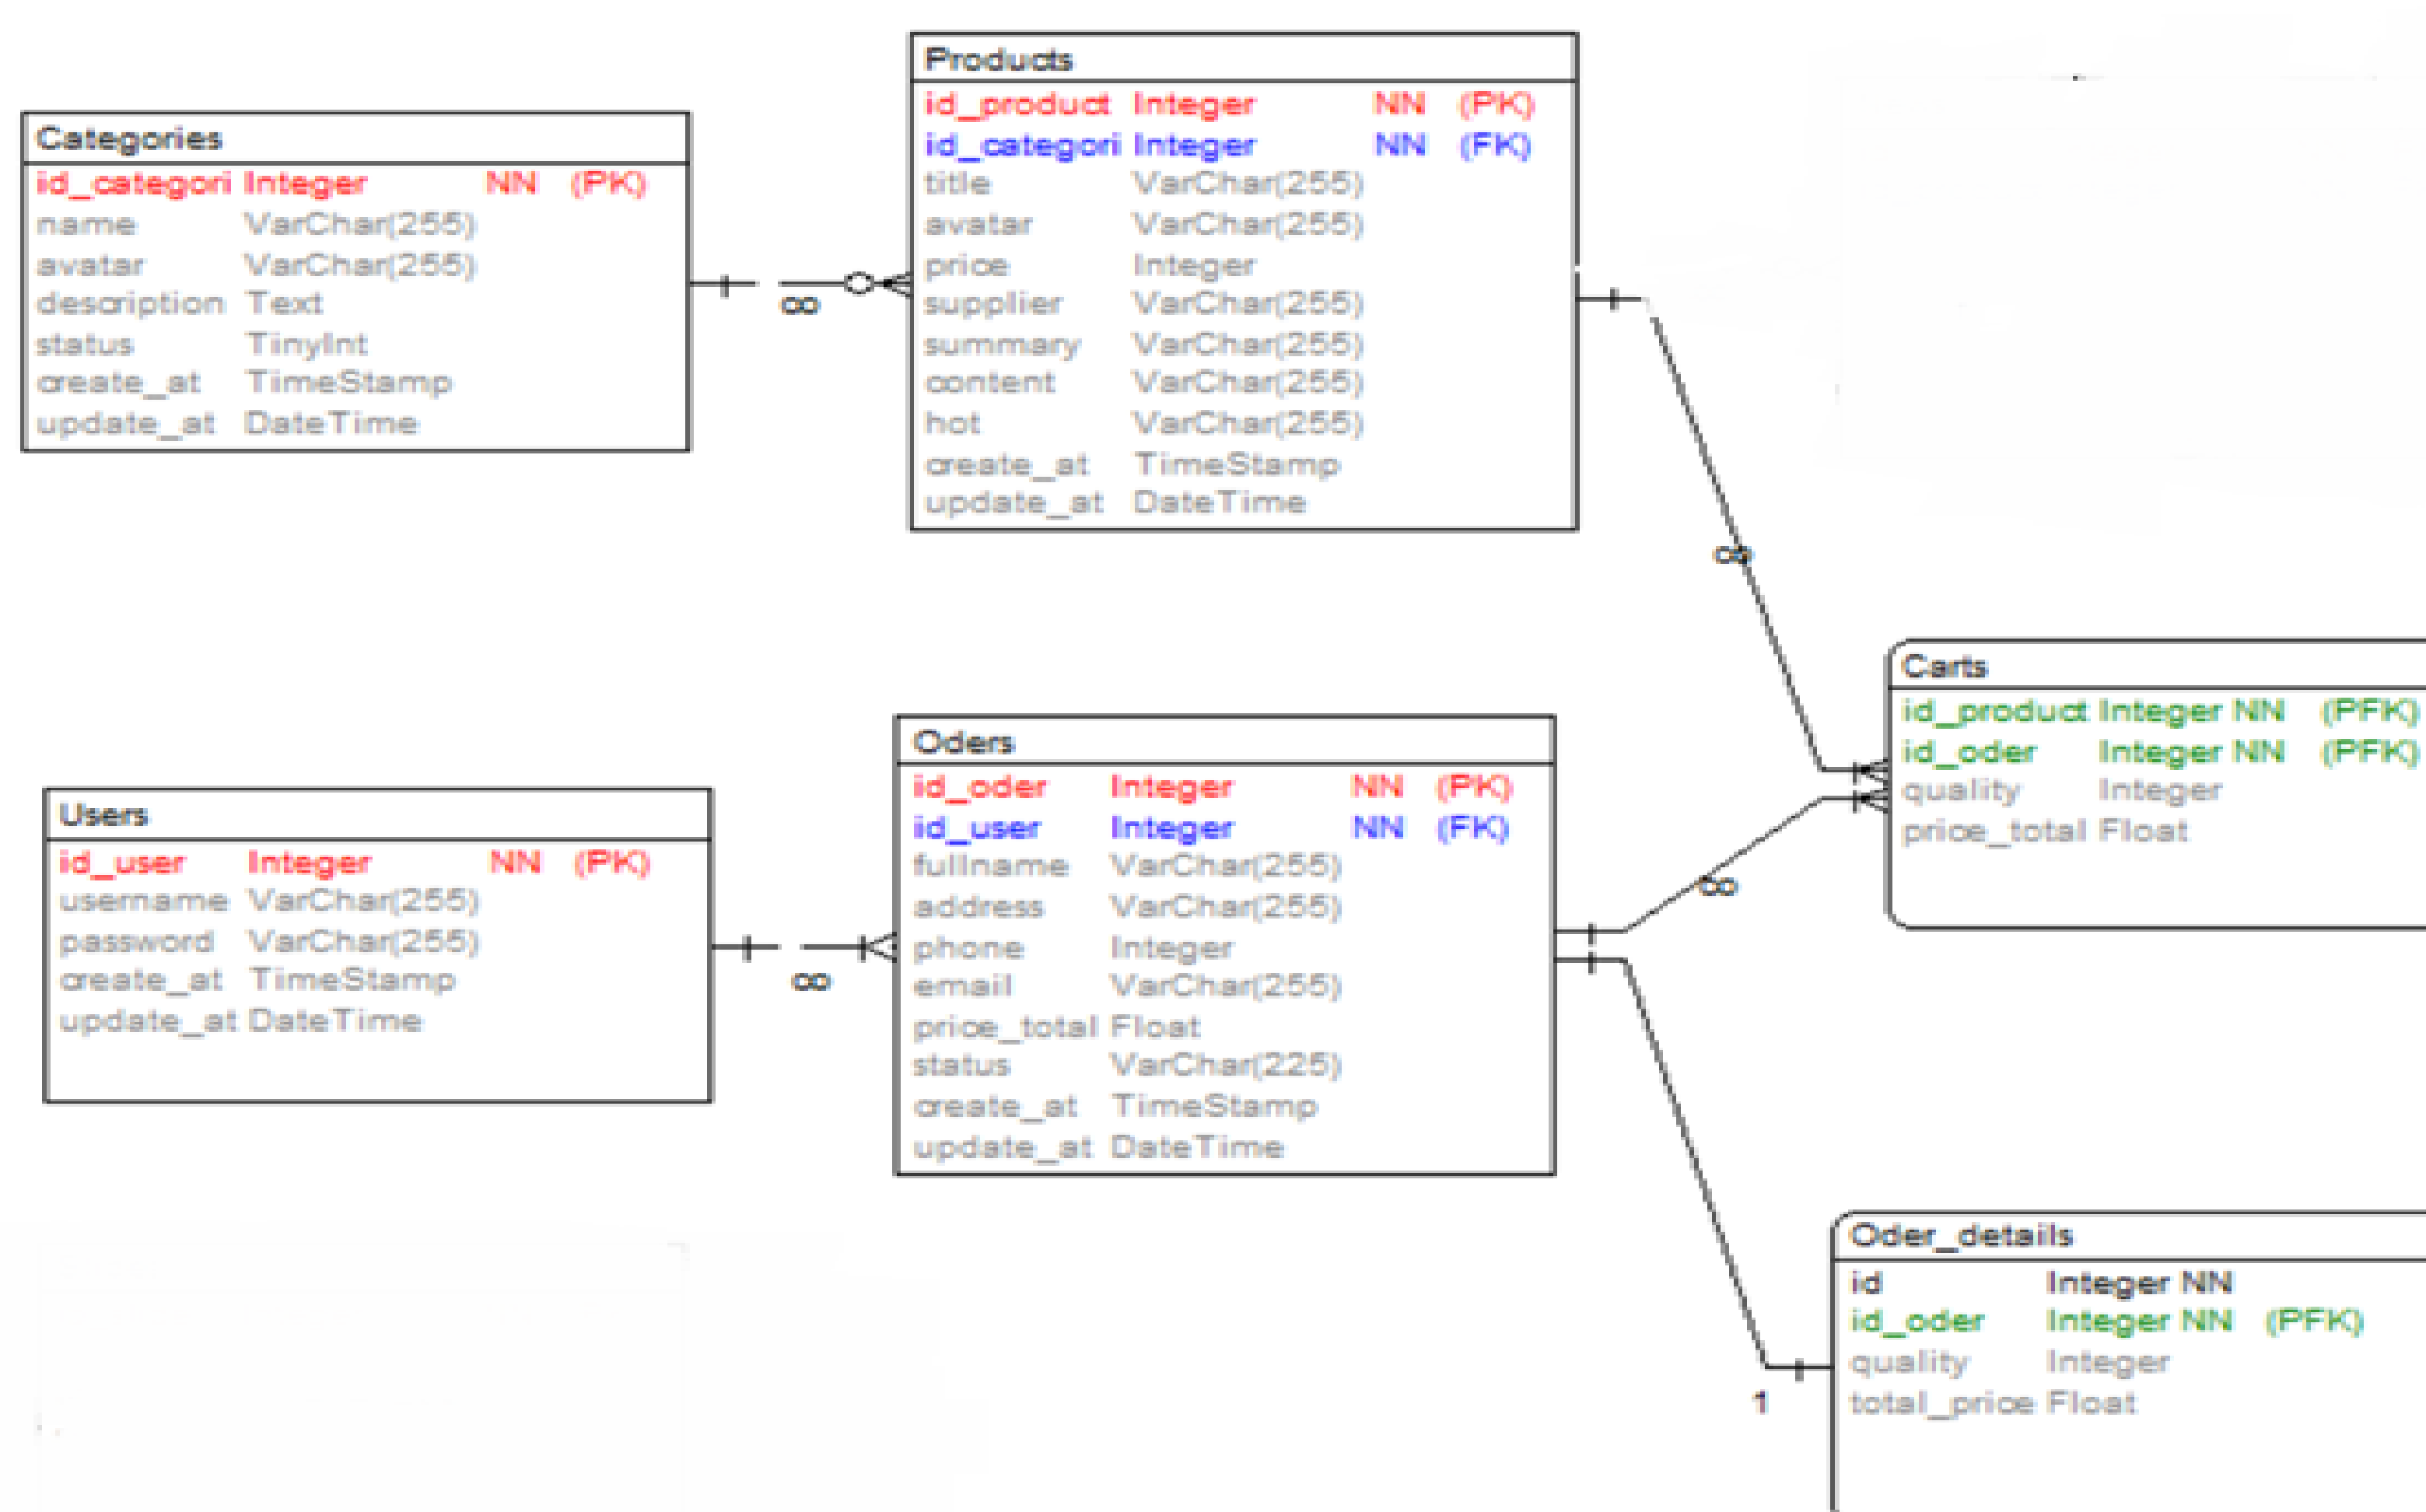 Categories
id_categori Integer NN (PK)
name VarChar(255)
avatar VarChar(255)
description Text
status TinyInt
create_at TimeStamp
update_at DateTime
∞
Products
id_product Integer NN (PK)
id_categori Integer NN (FK)
title VarChar(255)
avatar VarChar(255)
price Integer
supplier VarChar(255)
summary VarChar(255)
content VarChar(255)
hot VarChar(255)
create_at TimeStamp
update_at DateTime
∞
Users
id_user Integer NN (PK)
username VarChar(255)
password VarChar(255)
create_at TimeStamp
update_at DateTime
∞
Oders
id_oder Integer NN (PK)
id_user Integer NN (FK)
fullname VarChar(255)
address VarChar(255)
phone Integer
email VarChar(255)
price_total Float
status VarChar(225)
create_at TimeStamp
update_at DateTime
∞
Carts
id_product Integer NN (PFK)
id_oder Integer NN (PFK)
quality Integer
price_total Float
1
Oder_details
id Integer NN
id_oder Integer NN (PFK)
quality Integer
total_price Float